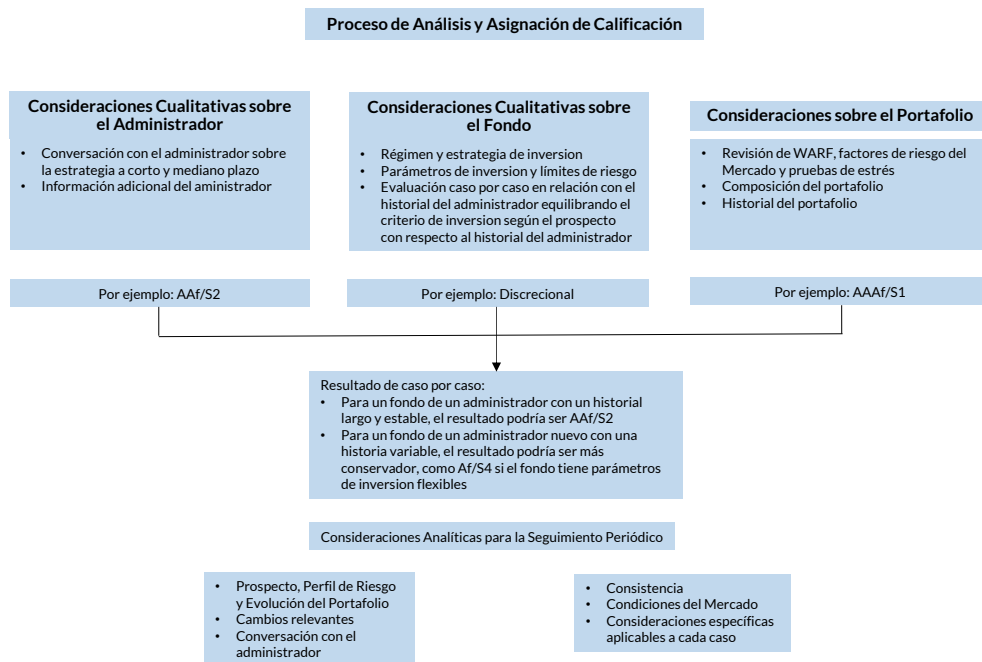 Proceso de Análisis y Asignación de Calificación
Consideraciones Cualitativas sobre
el Administrador
• Conversación con el administrador sobre
la estrategia a corto y mediano plazo
• Información adicional del aministrador
Por ejemplo: AAf/S2
Consideraciones Cualitativas sobre
el Fondo
• Régimen y estrategia de inversion
• Parámetros de inversion y límites de riesgo
• Evaluación caso por caso en relación con el
historial del administrador equilibrando el
criterio de inversion según el prospecto
con respecto al historial del administrador
Por ejemplo: Discrecional
Consideraciones sobre el Portafolio
• Revisión de WARF, factores de riesgo del
Mercado y pruebas de estrés
• Composición del portafolio
• Historial del portafolio
Por ejemplo: AAAf/S1
Resultado de caso por caso:
• Para un fondo de un administrador con un historial
largo y estable, el resultado podría ser AAf/S2
• Para un fondo de un administrador nuevo con una
historia variable, el resultado podría ser más
conservador, como Af/S4 si el fondo tiene parámetros
de inversion flexibles
Consideraciones Analíticas para la Seguimiento Periódico
• Prospecto, Perfil de Riesgo
y Evolución del Portafolio
• Cambios relevantes
• Conversación con el
administrador
• Consistencia
• Condiciones del Mercado
• Consideraciones específicas
aplicables a cada caso